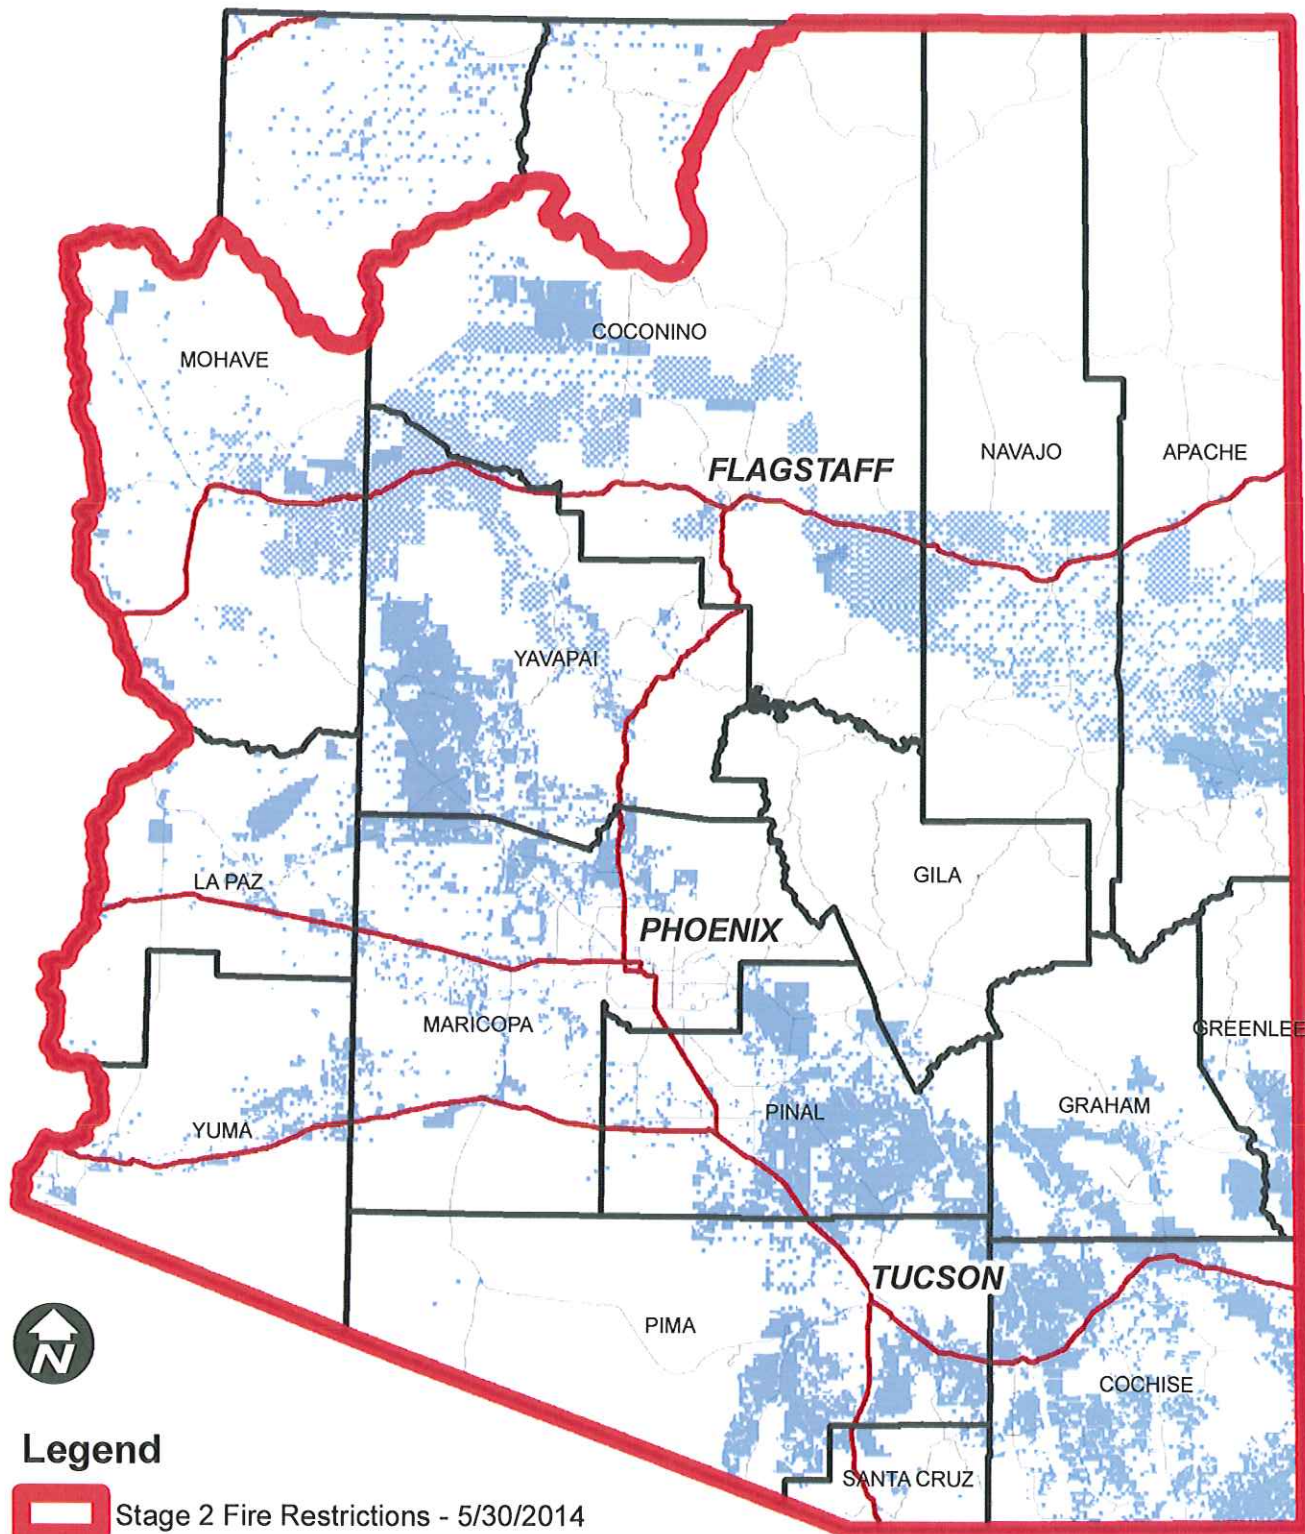 COCONINO
MOHAVE
NAVAJO
APACHE
FLAGSTAFF
YAVAPAI
LA PAZ
GILA
PHOENIX
MARICOPA
GREENLEE
PINAL
GRAHAM
YUMA
TUCSON
PIMA
N
COCHISE
Legend
SANTA CRUZ
Stage 2 Fire Restrictions - 5/30/2014